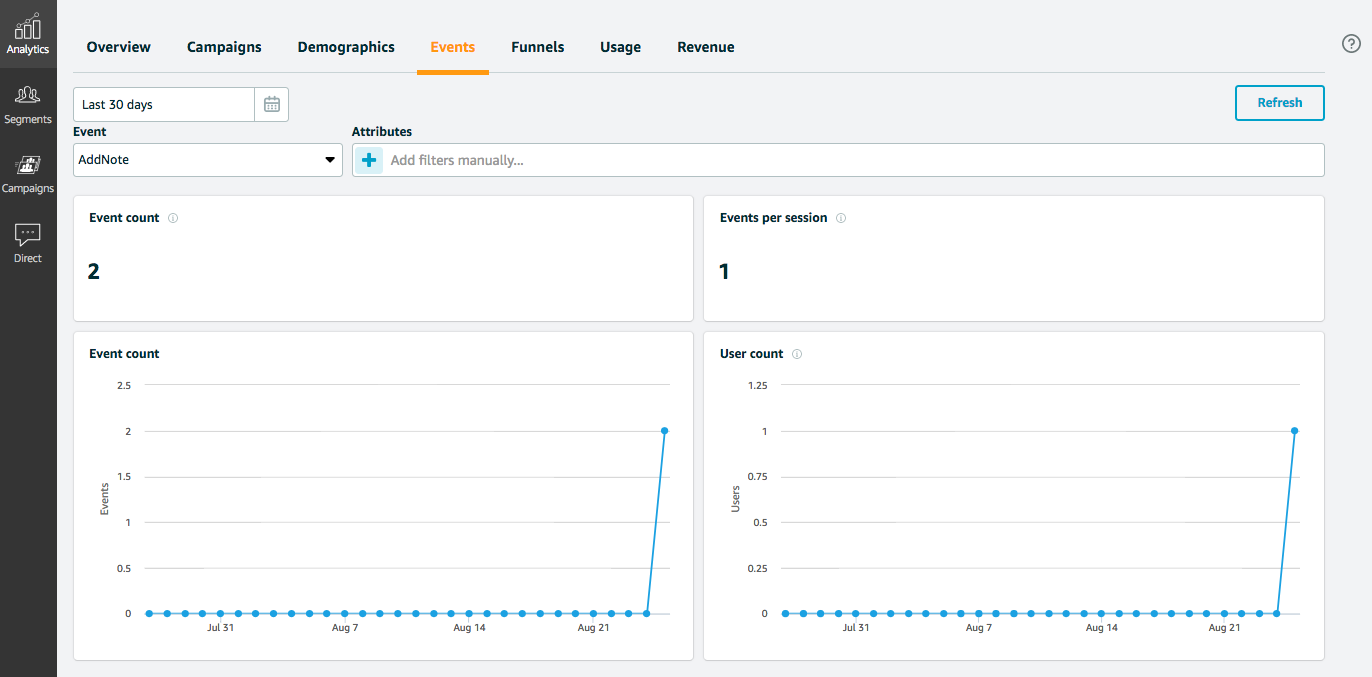 Analytics
Segments
Campaigns
Direct
Overview Campaigns Demographics Events Funnels Usage Revenue
Last 30 days
Refresh
Event Attributes
AddNote
Add filters manually...
Event count
2
Events per session
1
Event count
2.5
2
1.5
1
0.5
0
Events
Jul 31 Aug 7 Aug 14 Aug 21
User count
1.25
1
0.75
0.5
0.25
0
Users
Jul 31 Aug 7 Aug 14 Aug 21